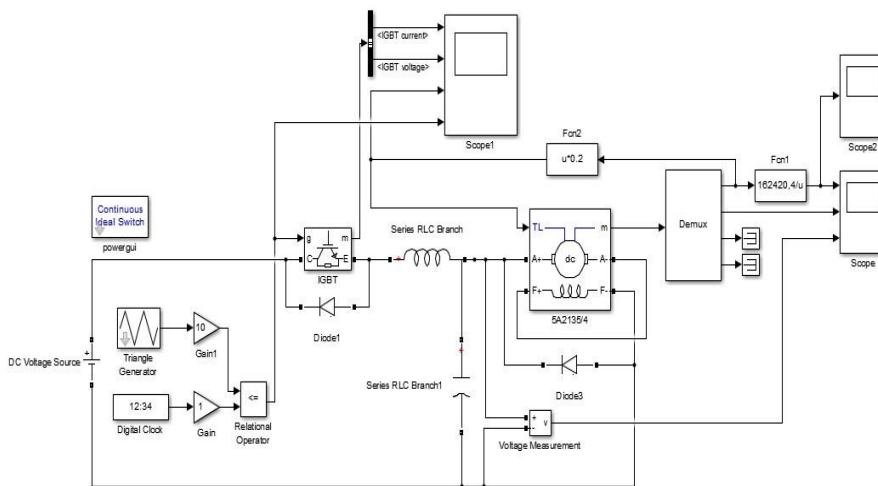 <IGBT current>
<IGBT voltage>
Scope1
Fcn2
u*0.2
Scope2
Fcn1
162420,4/u
Scope
Continuous
Ideal Switch
powergui
g
m
C
E
IGBT
Series RLC Branch
TL
m
A+
dc
A-
F+
F-
5A2135/4
Demux
Diode1
DC Voltage Source
+
Triangle
Generator
10
Gain1
12:34
Digital Clock
1
Gain
<=
Relational
Operator
+
Series RLC Branch1
+
Diode3
+
-
v
Voltage Measurement